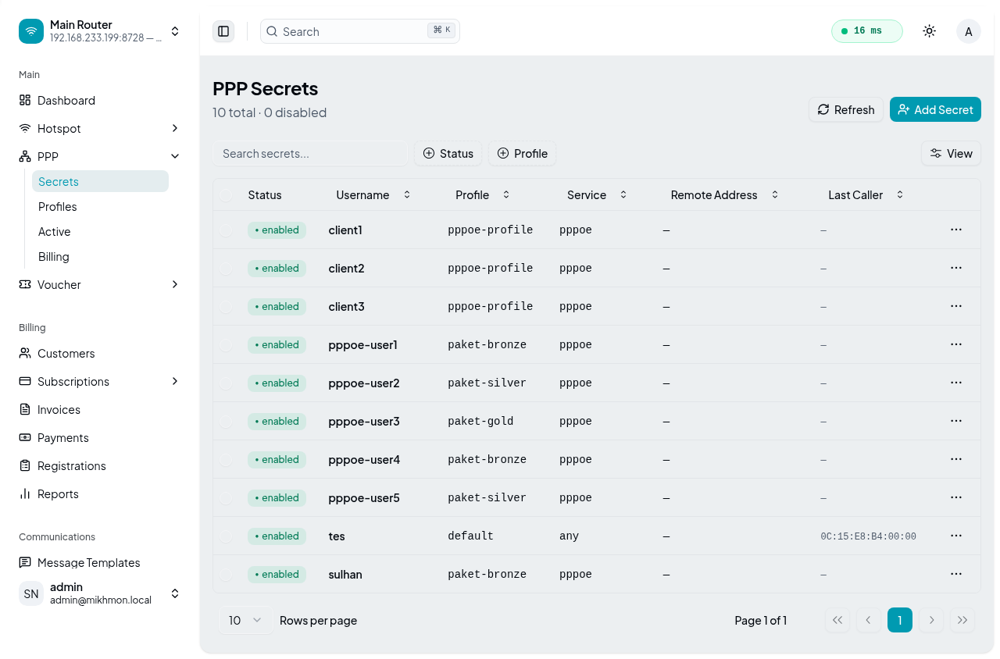 Main Router
192.168.233.199:8728 — ...
Search
⌘ K
16 ms
A
Main
Dashboard
Hotspot
PPP
Secrets
Profiles
Active
Billing
Voucher
Billing
Customers
Subscriptions
Invoices
Payments
Registrations
Reports
Communications
Message Templates
SN
admin
admin@mikhmon.local
PPP Secrets
10 total · 0 disabled
Refresh
Add Secret
Search secrets...
Status
Profile
View
Status Username Profile Service Remote Address Last Caller
• enabled client1 pppoe-profile pppoe — —
• enabled client2 pppoe-profile pppoe — —
• enabled client3 pppoe-profile pppoe — —
• enabled pppoe-user1 paket-bronze pppoe — —
• enabled pppoe-user2 paket-silver pppoe — —
• enabled pppoe-user3 paket-gold pppoe — —
• enabled pppoe-user4 paket-bronze pppoe — —
• enabled pppoe-user5 paket-silver pppoe — —
• enabled tes default any — 0C:15:E8:B4:00:00
• enabled sulhan paket-bronze pppoe — —
10 Rows per page
Page 1 of 1
1